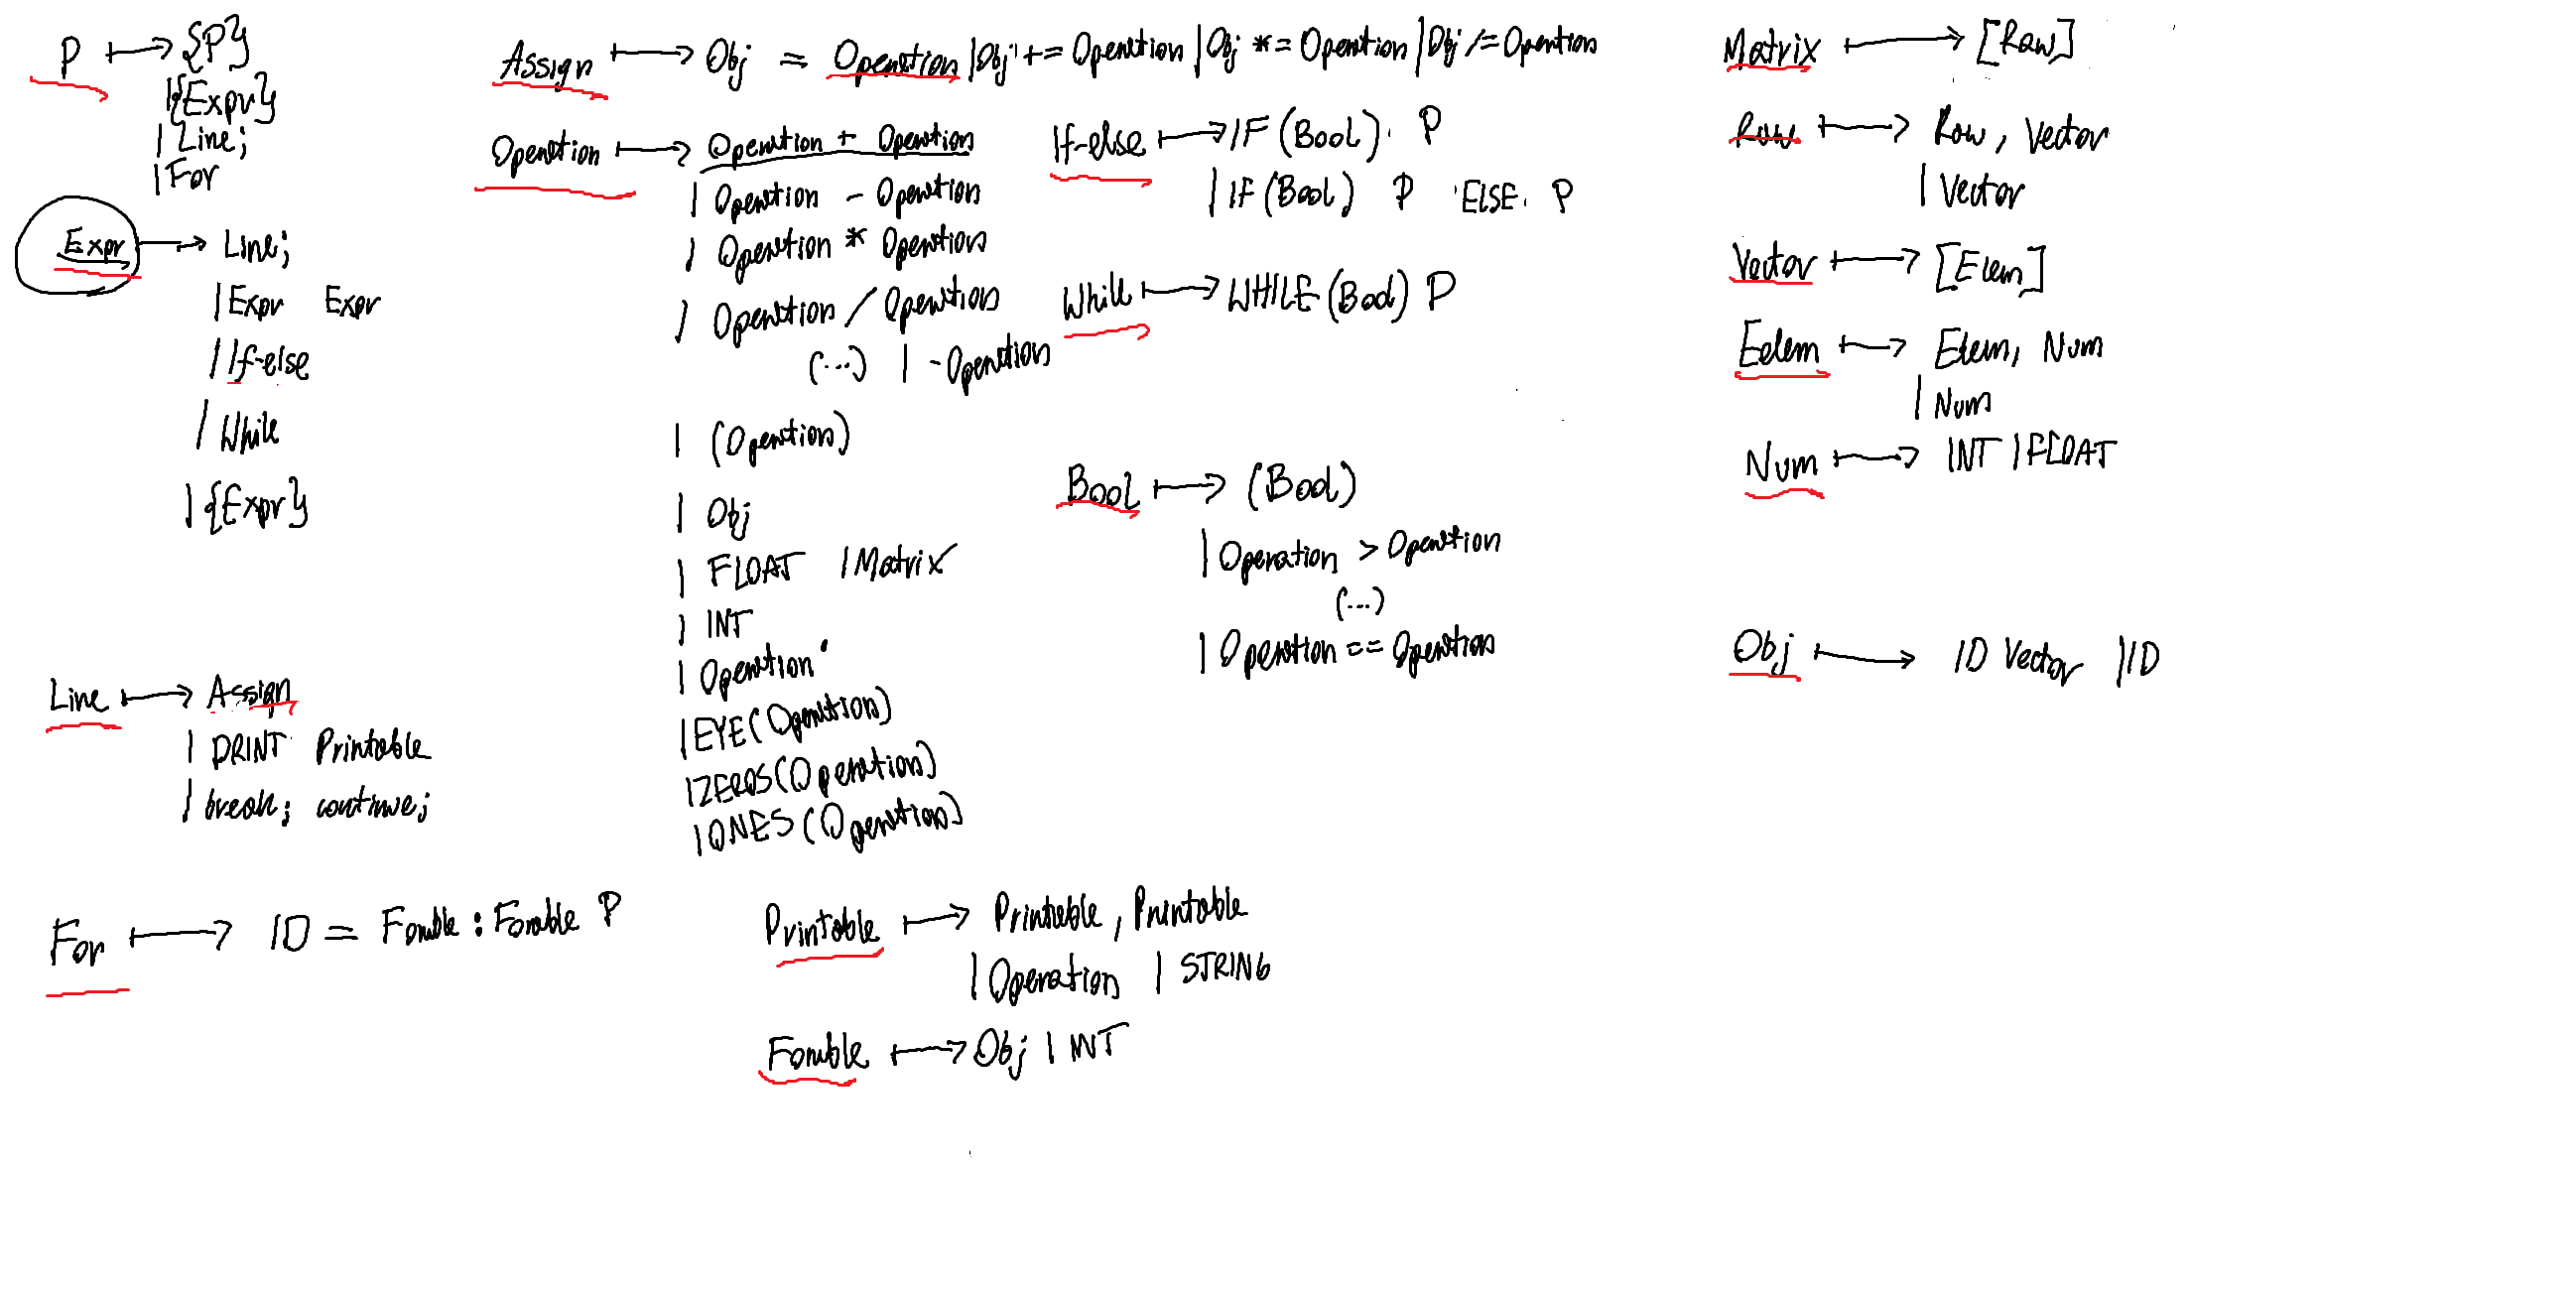 P ↦ {P}
| {Expr}
| Line;
| For
Expr → Line;
| Expr Expr
| If-else
| While
| {Expr}
Line ↦ Assign
| PRINT Printable
| break; continue;
For ↦ ID = Forable : Forable P
Assign ↦ Obj = Operation | Obj += Operation | Obj *= Operation | Obj /= Operation
Operation ↦ Operation + Operation
| Operation - Operation
| Operation * Operation
| Operation / Operation
(...) | -Operation
| (Operation)
| Obj
| FLOAT | Matrix
| INT
| Operation'
| EYE(Operation)
| ZEROS(Operation)
| ONES(Operation)
Printable ↦ Printable, Printable
| Operation | STRING
Forable ↦ Obj | INT
If-else ↦ IF (Bool) P
| IF (Bool) P ELSE P
While ↦ WHILE (Bool) P
Bool ↦ (Bool)
| Operation > Operation
(...)
| Operation == Operation
Matrix ↦ [Row]
Row ↦ Row, Vector
| Vector
Vector ↦ [Elem]
Eelem ↦ Elem, Num
| Num
Num ↦ INT | FLOAT
Obj ↦ ID Vector | ID